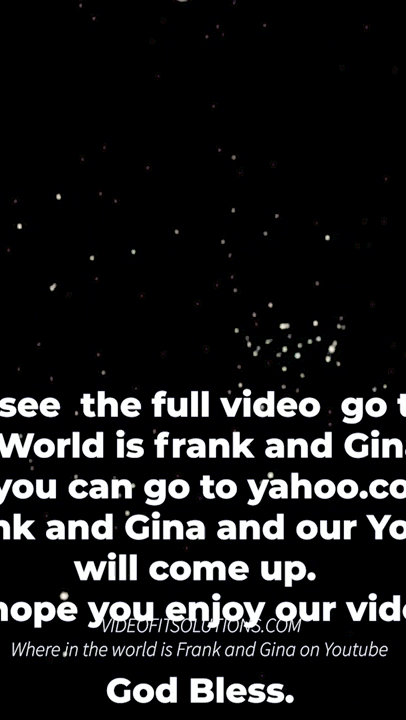 see the full video go t
World is frank and Gin
you can go to yahoo.co
nk and Gina and our Yo
will come up.
hope you enjoy our vide
VIDEOFITSOLUTIONS.COM
Where in the world is Frank and Gina on Youtube
God Bless.